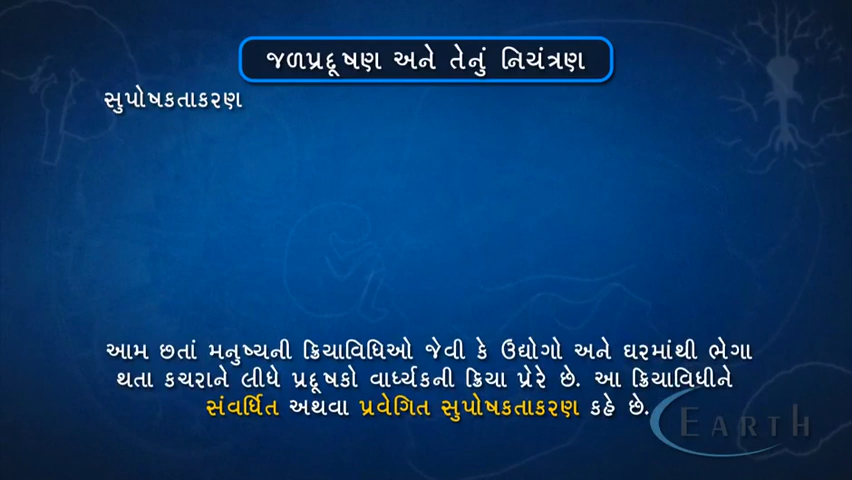 જળપ્રદૂષણ અને તેનું નિયંત્રણ
સુપોષકતાકરણ
આમ છતાં મનુષ્યની ક્રિયાવિધિઓ જેવી કે ઉદ્યોગો અને ઘરમાંથી ભેગા
થતા કચરાને લીધે પ્રદૂષકો વાર્ધ્યકની ક્રિયા પ્રેરે છે. આ ક્રિયાવિધીને
સંવર્ધિત અથવા પ્રવેગિત સુપોષકતાકરણ કહે છે.
EARTH